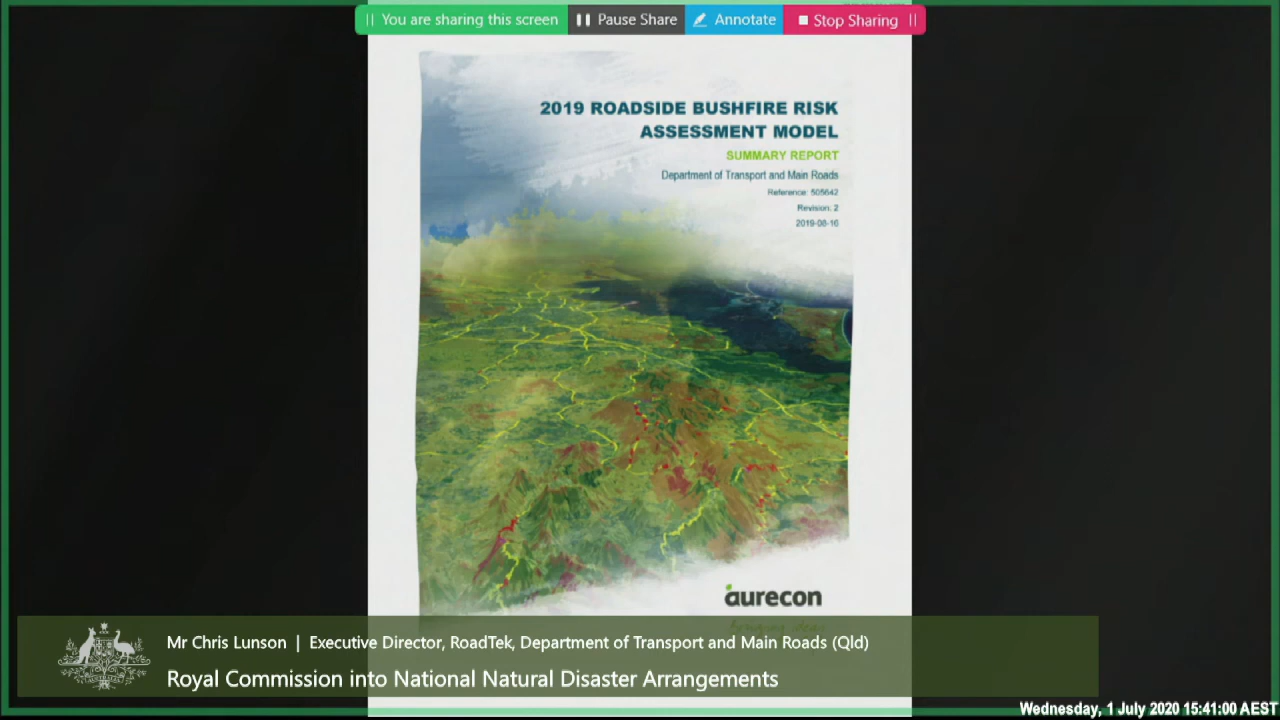 You are sharing this screen Pause Share Annotate Stop Sharing
2019 ROADSIDE BUSHFIRE RISK
ASSESSMENT MODEL
SUMMARY REPORT
Department of Transport and Main Roads
Reference: 505642
Revision: 2
2019-08-16
aurecon
Mr Chris Lunson | Executive Director, RoadTek, Department of Transport and Main Roads (Qld)
Royal Commission into National Natural Disaster Arrangements
Wednesday, 1 July 2020 15:41:00 AEST